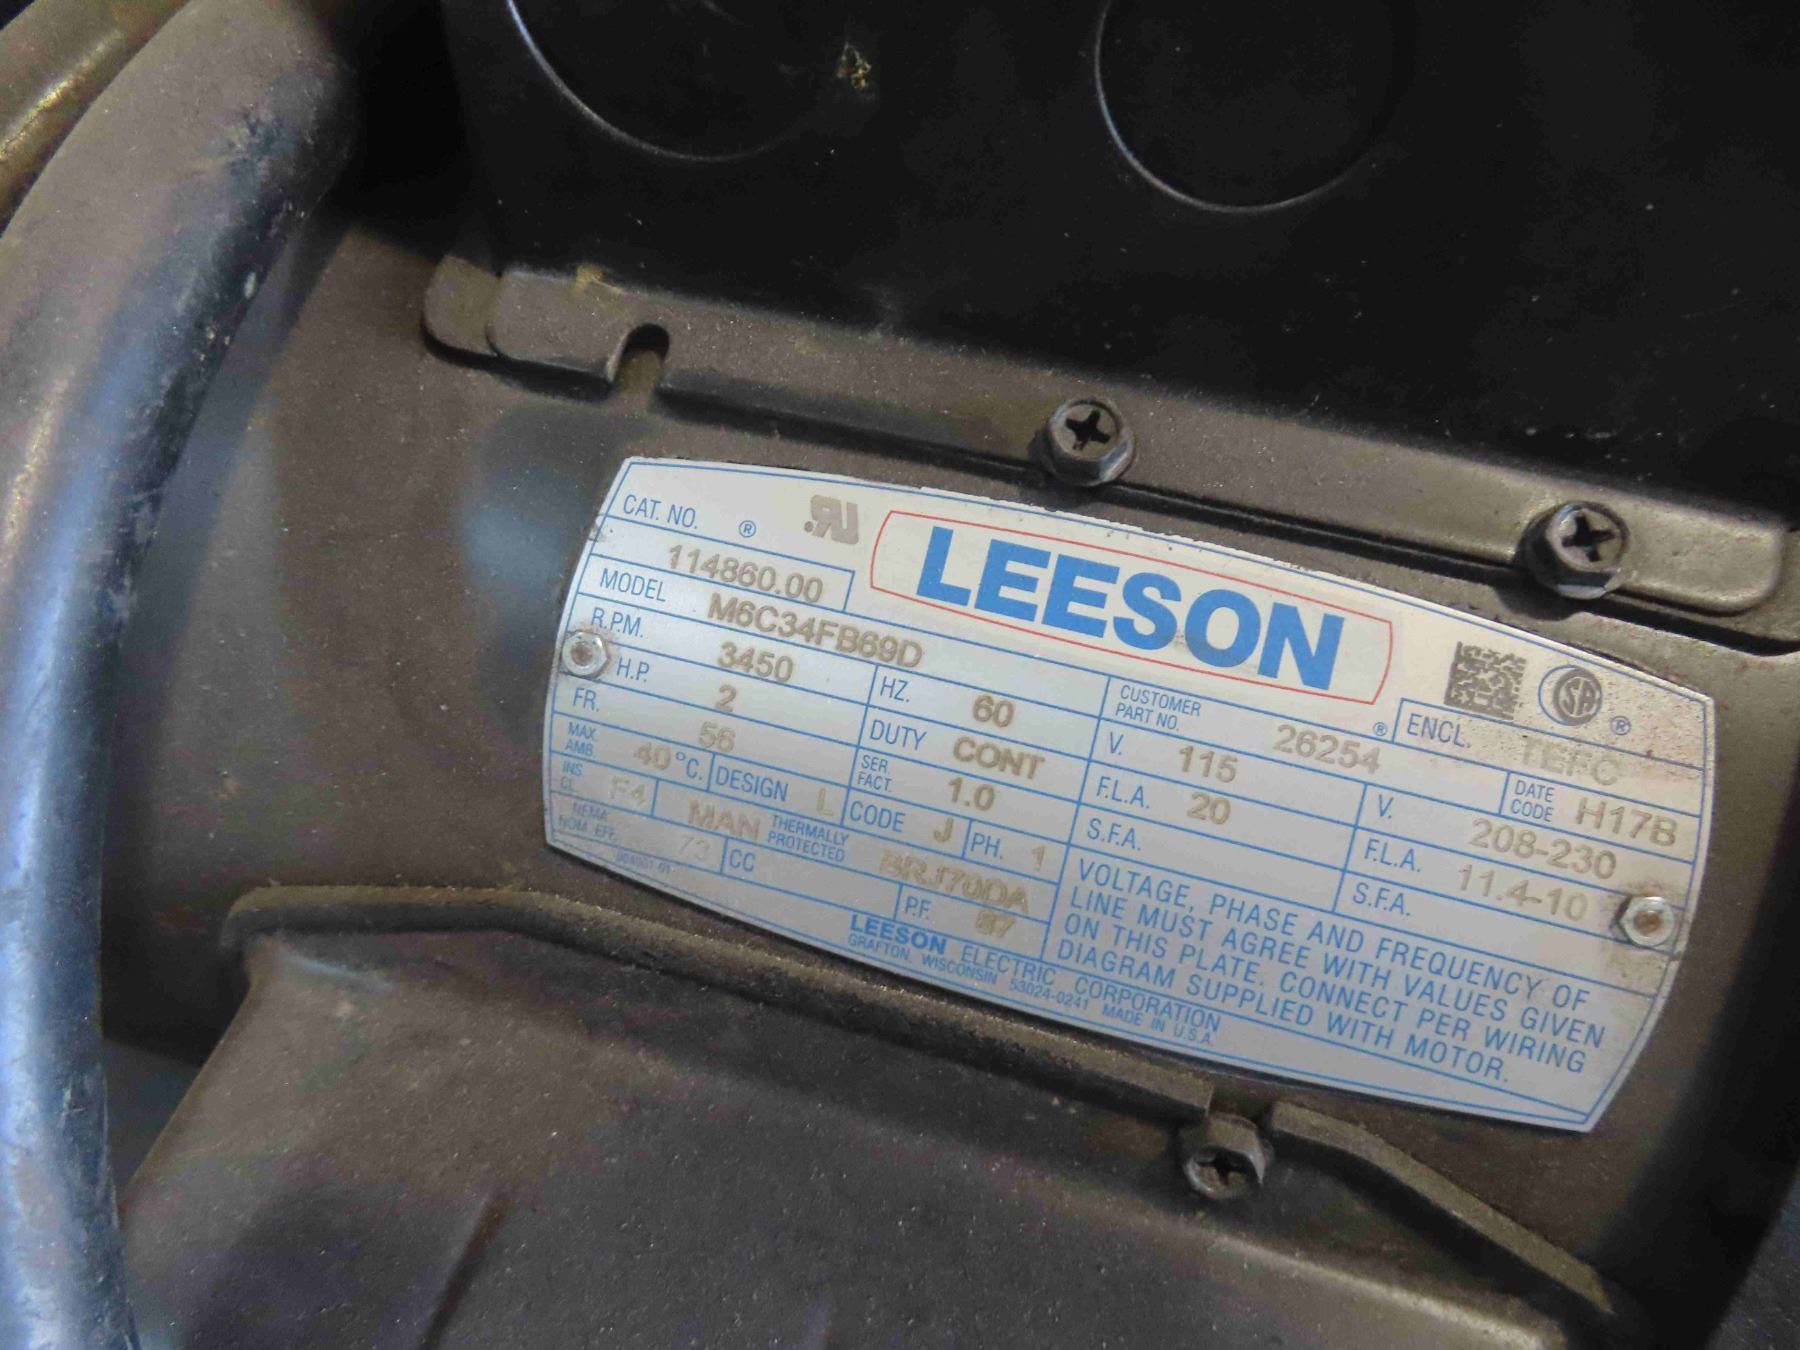 CAT. NO. ® 114860.00
LEESON ®
MODEL M6C34FB69D
CUSTOMER PART NO. 26254
ENCL. TEFC ®
R.P.M. 3450
HZ. 60
V. 115
V. 208-230
DATE CODE H17B
H.P. 2
DUTY CONT
F.L.A. 20
F.L.A. 11.4-10
FR. 56
SER. FACT. 1.0
S.F.A.
S.F.A.
MAX. AMB. 40 °C.
DESIGN L
CODE J
PH. 1
INS. CL. F4
MAN THERMALLY PROTECTED BRJ70DA
NEMA NOM. EFF. 73
CC
P.F. 87
VOLTAGE, PHASE AND FREQUENCY OF
LINE MUST AGREE WITH VALUES GIVEN
ON THIS PLATE. CONNECT PER WIRING
DIAGRAM SUPPLIED WITH MOTOR.
LEESON ELECTRIC CORPORATION
GRAFTON, WISCONSIN 53024-0241 MADE IN U.S.A.